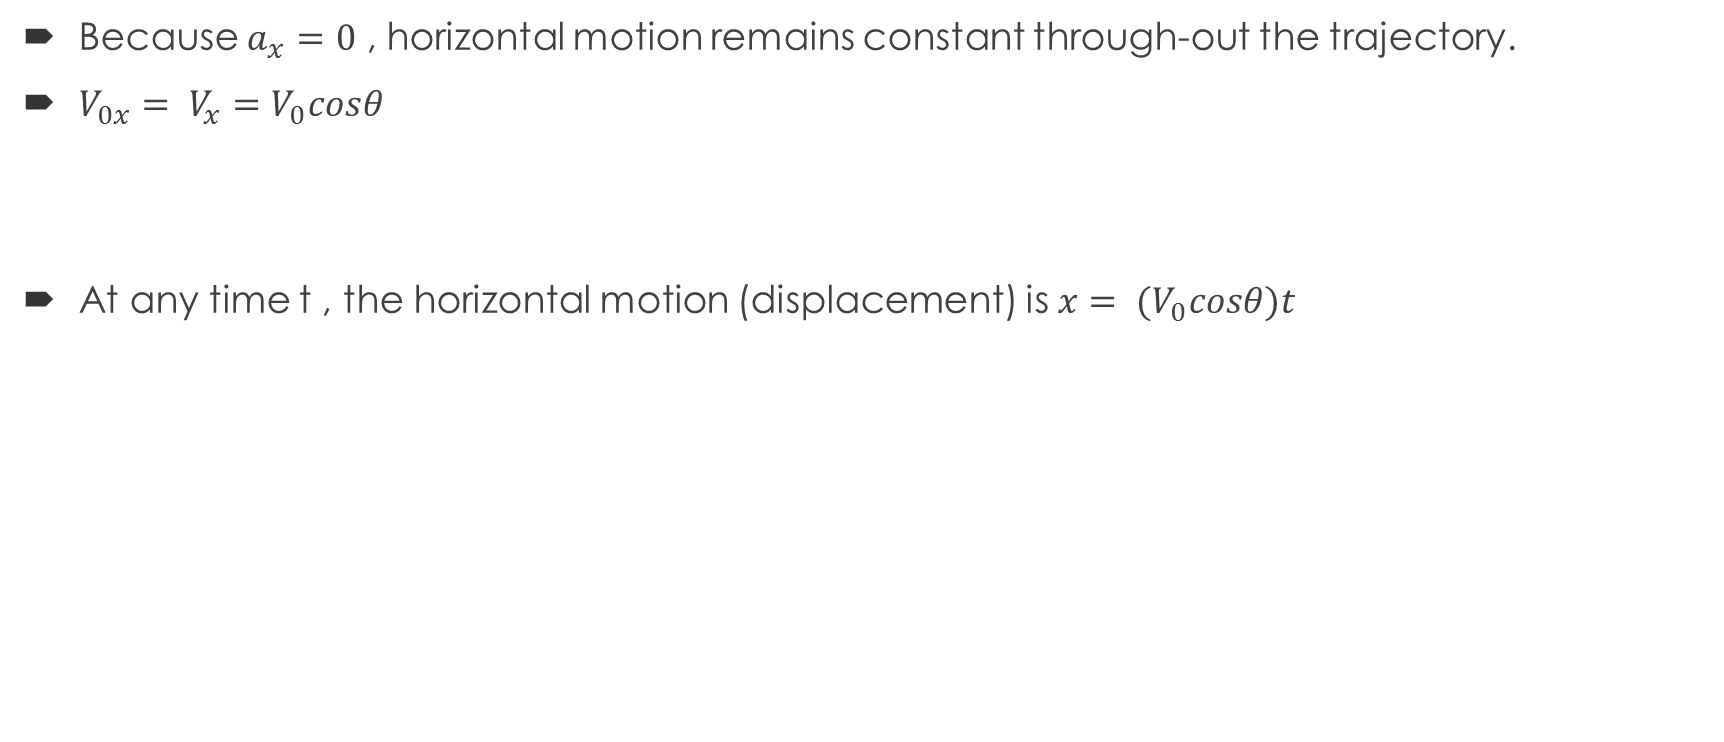 Because aₓ = 0 , horizontal motion remains constant through-out the trajectory.
V₀ₓ = Vₓ = V₀cosθ
At any time t , the horizontal motion (displacement) is x = (V₀cosθ)t